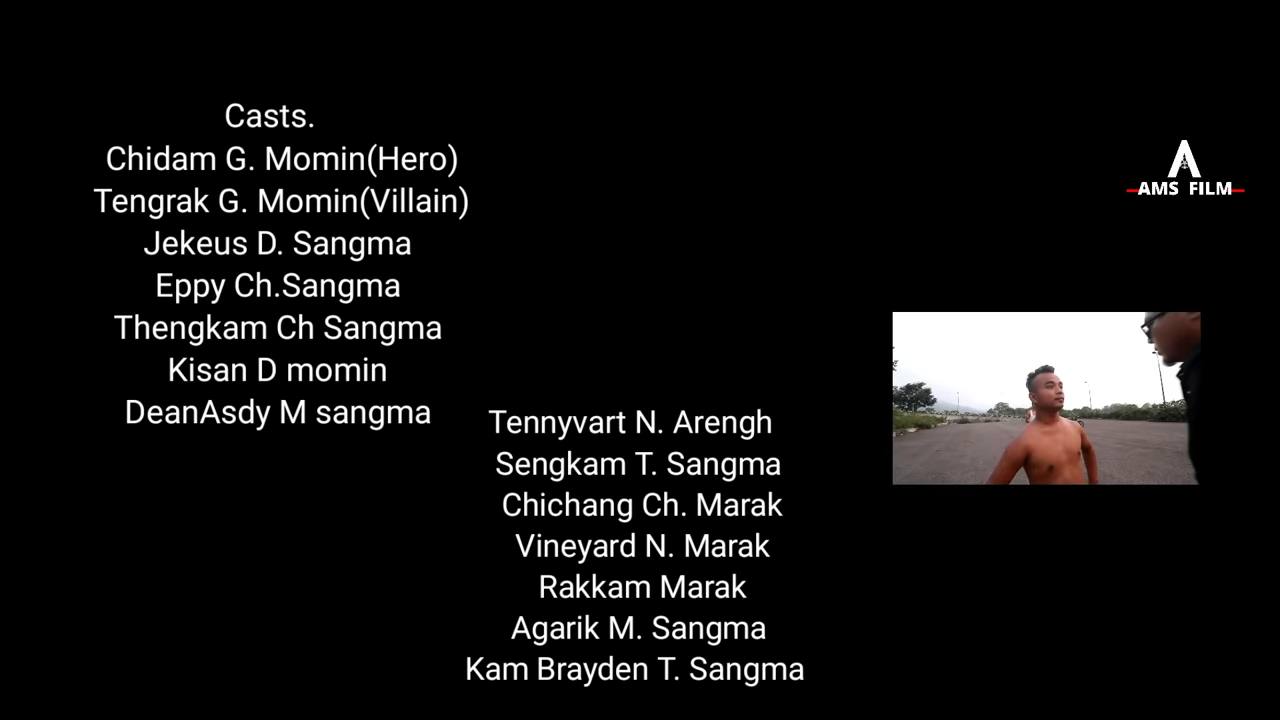 Casts.
Chidam G. Momin(Hero)
Tengrak G. Momin(Villain)
Jekeus D. Sangma
Eppy Ch.Sangma
Thengkam Ch Sangma
Kisan D momin
DeanAsdy M sangma
Tennyvart N. Arengh
Sengkam T. Sangma
Chichang Ch. Marak
Vineyard N. Marak
Rakkam Marak
Agarik M. Sangma
Kam Brayden T. Sangma
A
AMS FILM